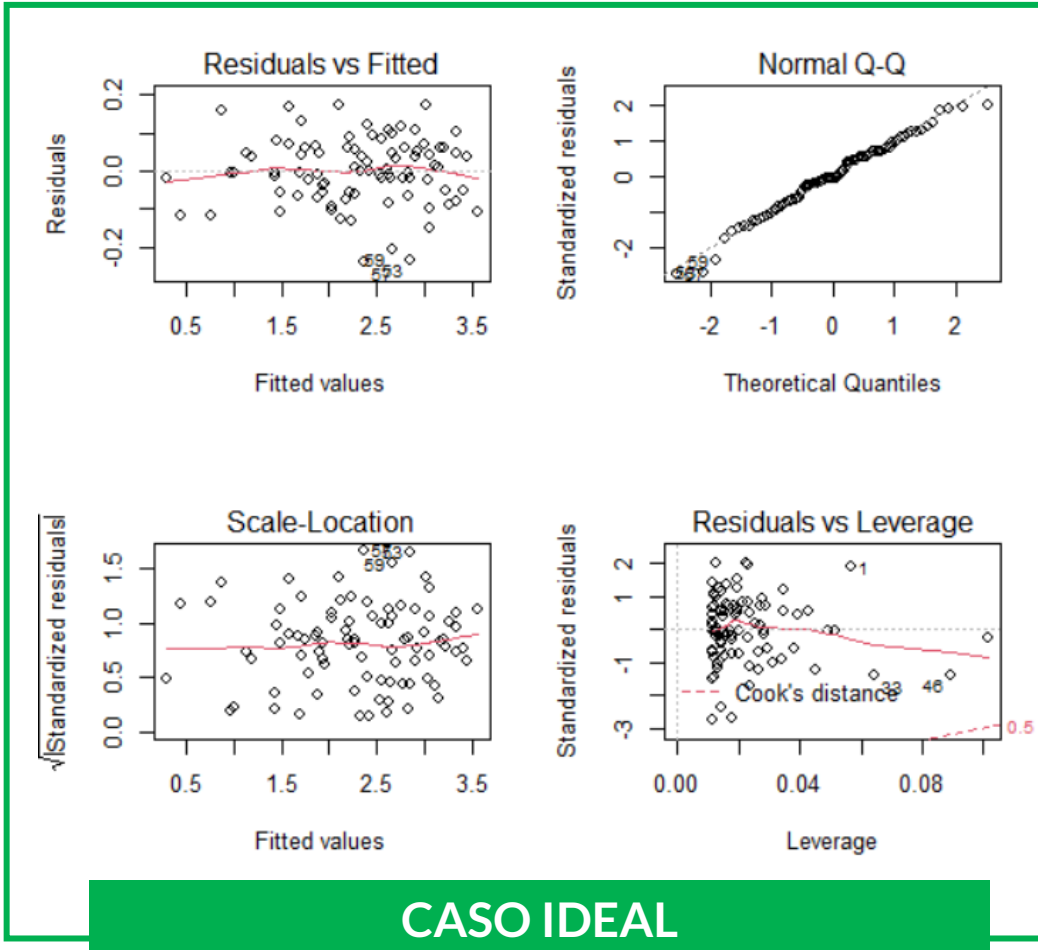 Residuals vs Fitted
Residuals
0.2
0.0
-0.2
59
53
0.5 1.5 2.5 3.5
Fitted values
Normal Q-Q
Standardized residuals
2
1
0
-2
59
-2 -1 0 1 2
Theoretical Quantiles
Scale-Location
√|Standardized residuals|
1.5
1.0
0.5
0.0
53
59
0.5 1.5 2.5 3.5
Fitted values
Residuals vs Leverage
Standardized residuals
2
1
-1
-3
1
33 46
Cook's distance
0.5
0.00 0.04 0.08
Leverage
CASO IDEAL